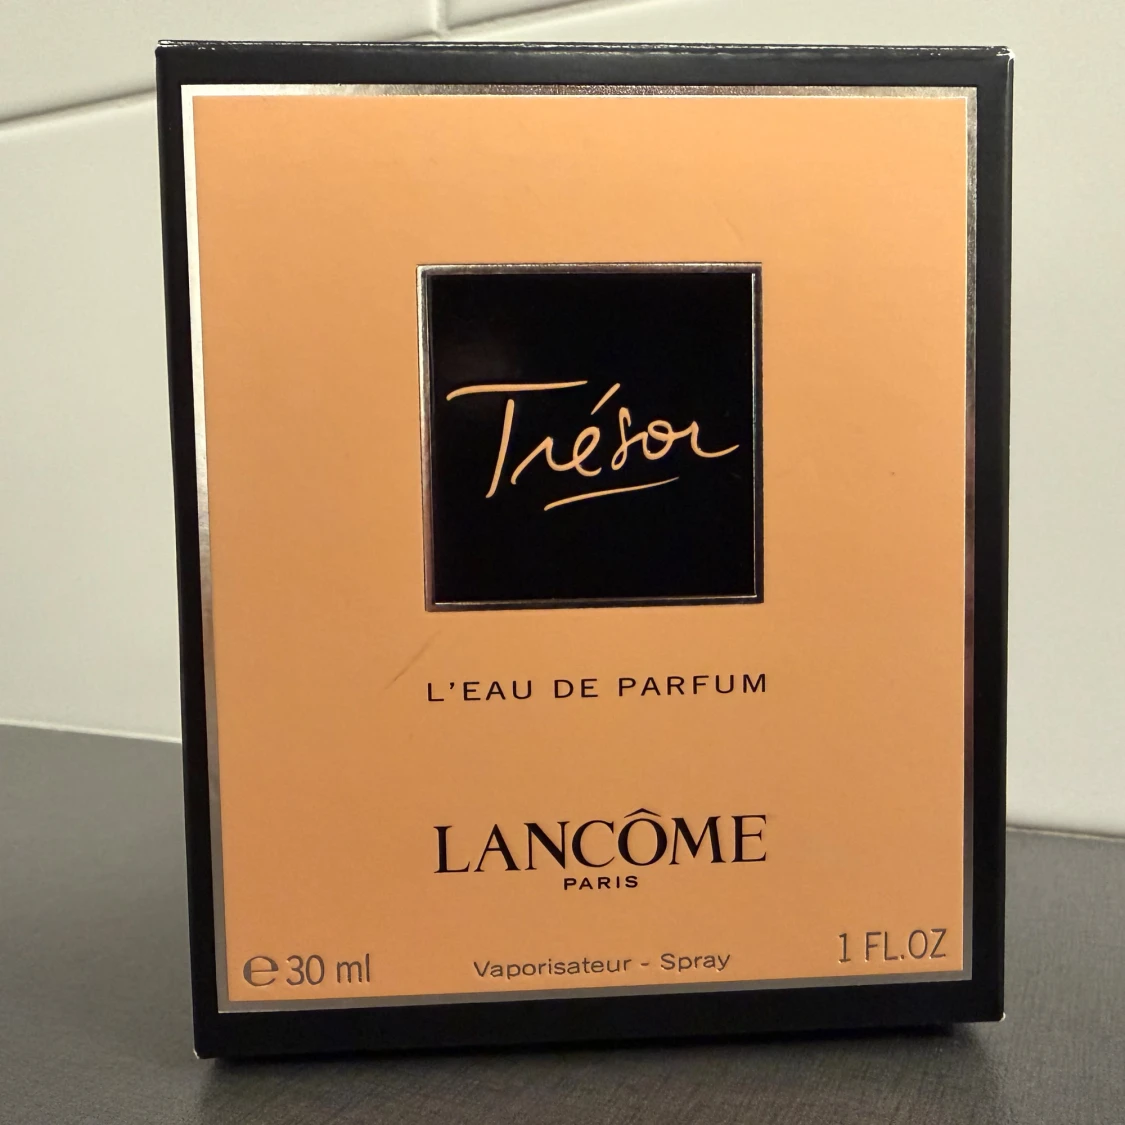 Trésor
L'EAU DE PARFUM
LANCÔME
PARIS
℮30 ml Vaporisateur - Spray 1 FL.OZ